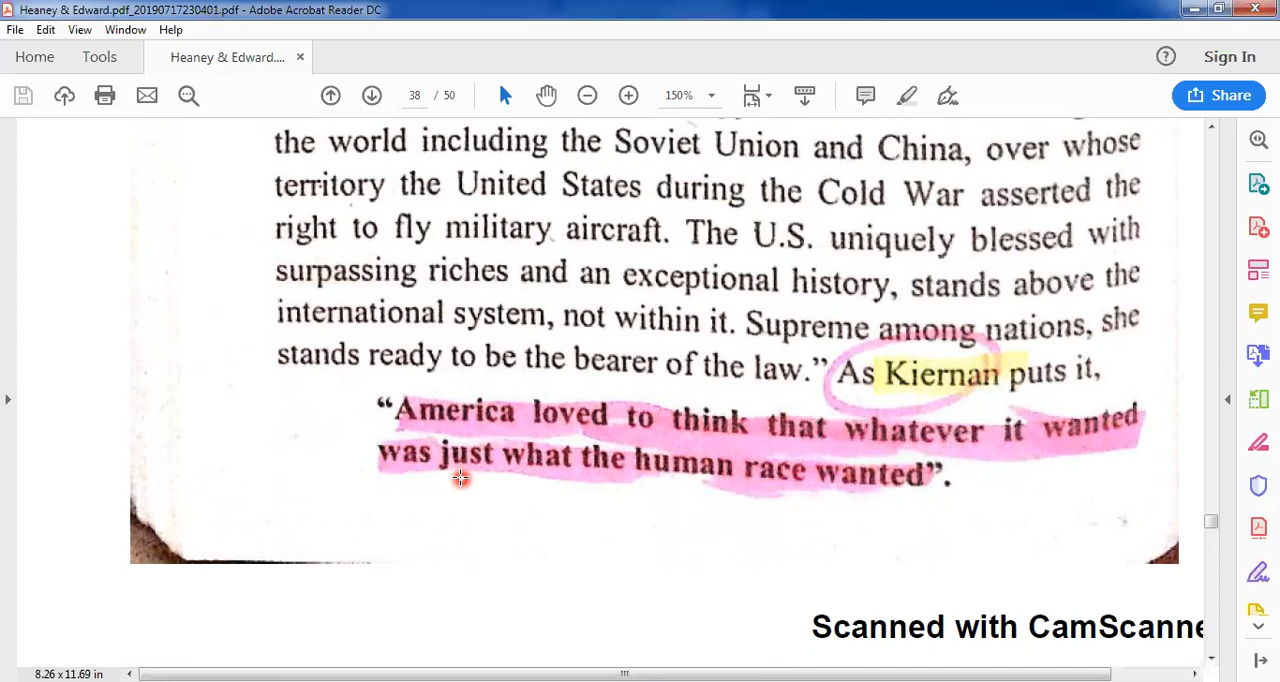 Heaney & Edward.pdf_20190717230401.pdf - Adobe Acrobat Reader DC
File Edit View Window Help
Home Tools Heaney & Edward.... × Sign In
38 / 50 150% Share
the world including the Soviet Union and China, over whose
territory the United States during the Cold War asserted the
right to fly military aircraft. The U.S. uniquely blessed with
surpassing riches and an exceptional history, stands above the
international system, not within it. Supreme among nations, she
stands ready to be the bearer of the law.” As Kiernan puts it,
“America loved to think that whatever it wanted
was just what the human race wanted”.
Scanned with CamScanne
8.26 x 11.69 in